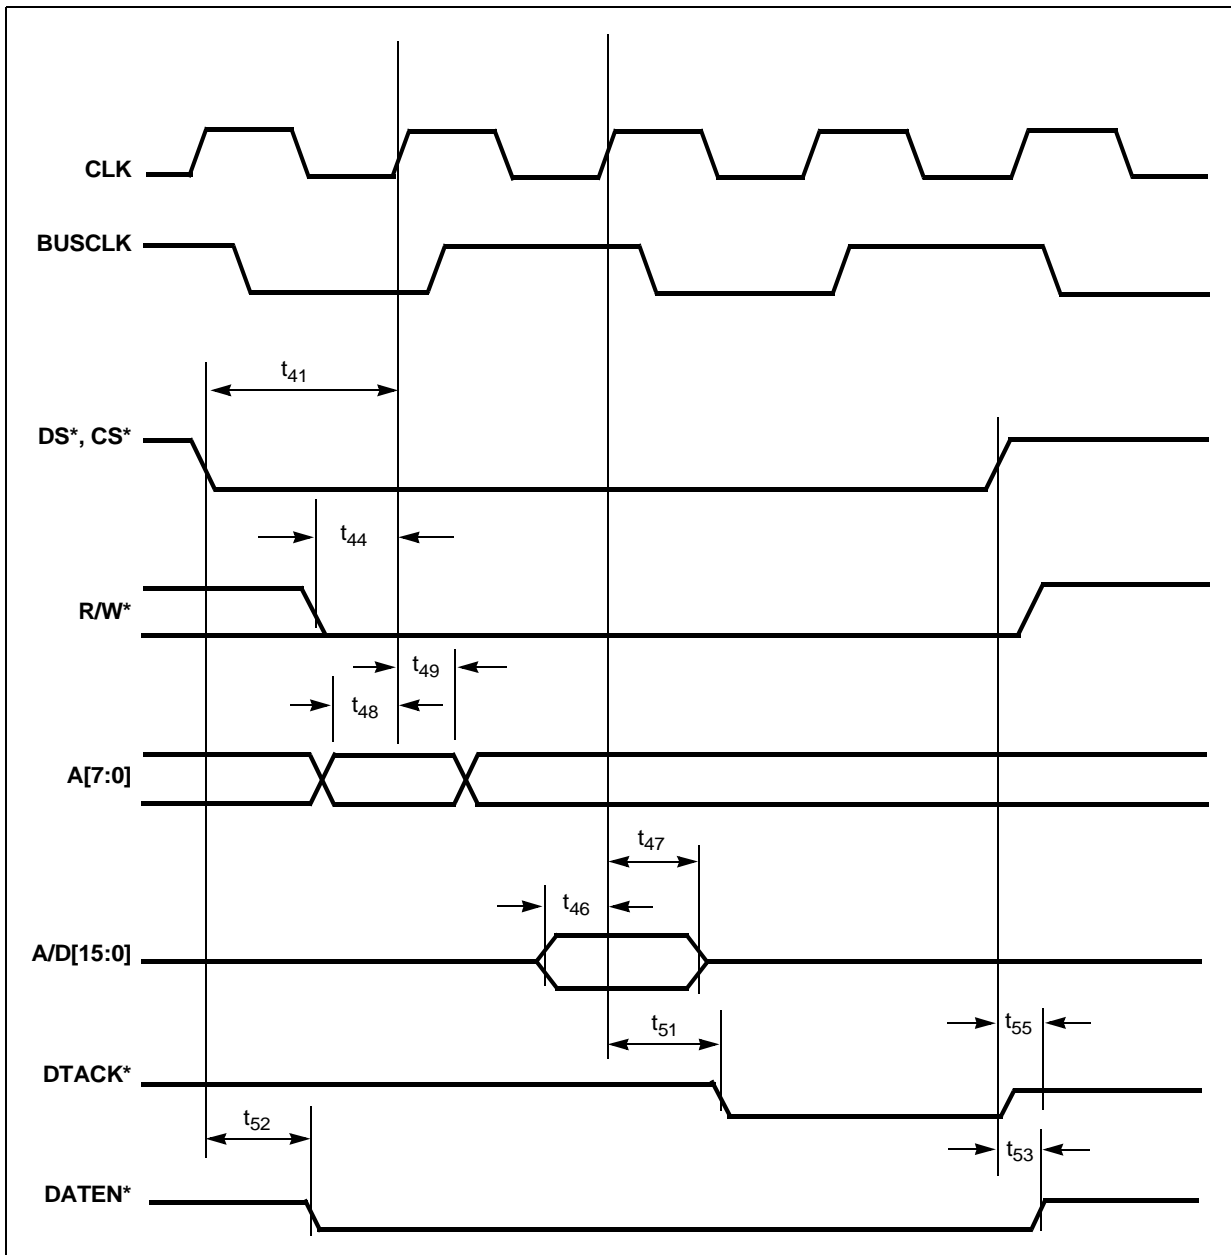 CLK
BUSCLK
t41
DS*, CS*
t44
R/W*
t49
t48
A[7:0]
t47
t46
A/D[15:0]
t51
t55
DTACK*
t52
t53
DATEN*